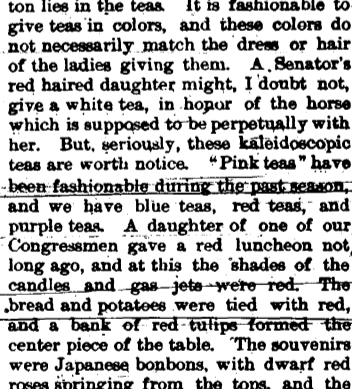 ton lies in the teas. It is fashionable to
give teas in colors, and these colors do
not necessarily match the dress or hair
of the ladies giving them. A Senator's
red haired daughter might, I doubt not,
give a white tea, in honor of the horse
which is supposed to be perpetually with
her. But, seriously, these kaleidoscopic
teas are worth notice. "Pink teas" have
been fashionable during the past season,
and we have blue teas, red teas, and
purple teas. A daughter of one of our
Congressmen gave a red luncheon not
long ago, and at this the shades of the
candles and gas jets were red. The
bread and potatoes were tied with red,
and a bank of red tulips formed the
center piece of the table. The souvenirs
were Japanese bonbons, with dwarf red
roses springing from the tops, and the